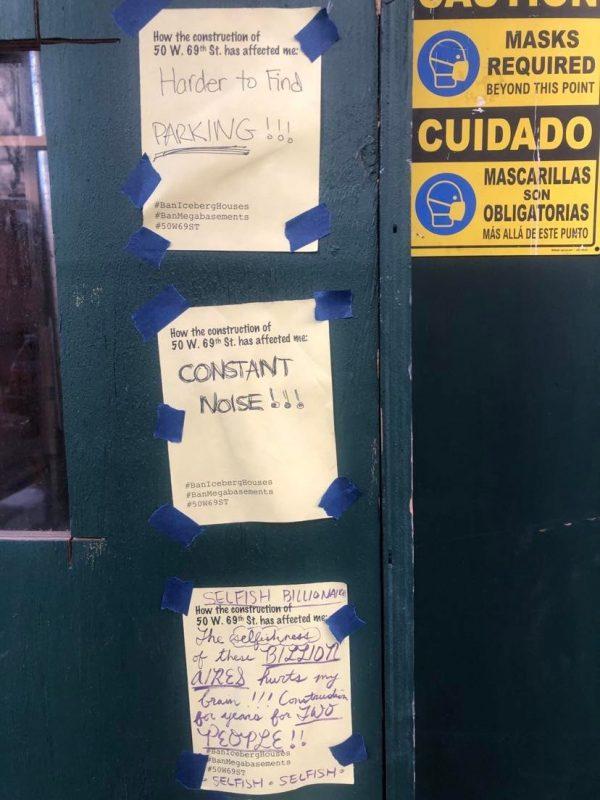 How the construction of
50 W. 69th St. has affected me:
Harder to Find
PARKING!!!
#BanIcebergHouses
#BanMegabasements
#50W69ST
How the construction of
50 W. 69th St. has affected me:
CONSTANT
NOISE!!!
#BanIcebergHouses
#BanMegabasements
#50W69ST
SELFISH BILLIONAIRE
How the construction of
50 W. 69th St. has affected me:
The selfishness
of these BILLION
AIRES hurts my
brain!!! Construction
for years for TWO
PEOPLE!!
#BanIcebergHouses
#BanMegabasements
#50W69ST
SELFISH · SELFISH ·
CAUTION
MASKS
REQUIRED
BEYOND THIS POINT
CUIDADO
MASCARILLAS
SON
OBLIGATORIAS
MÁS ALLÁ DE ESTE PUNTO